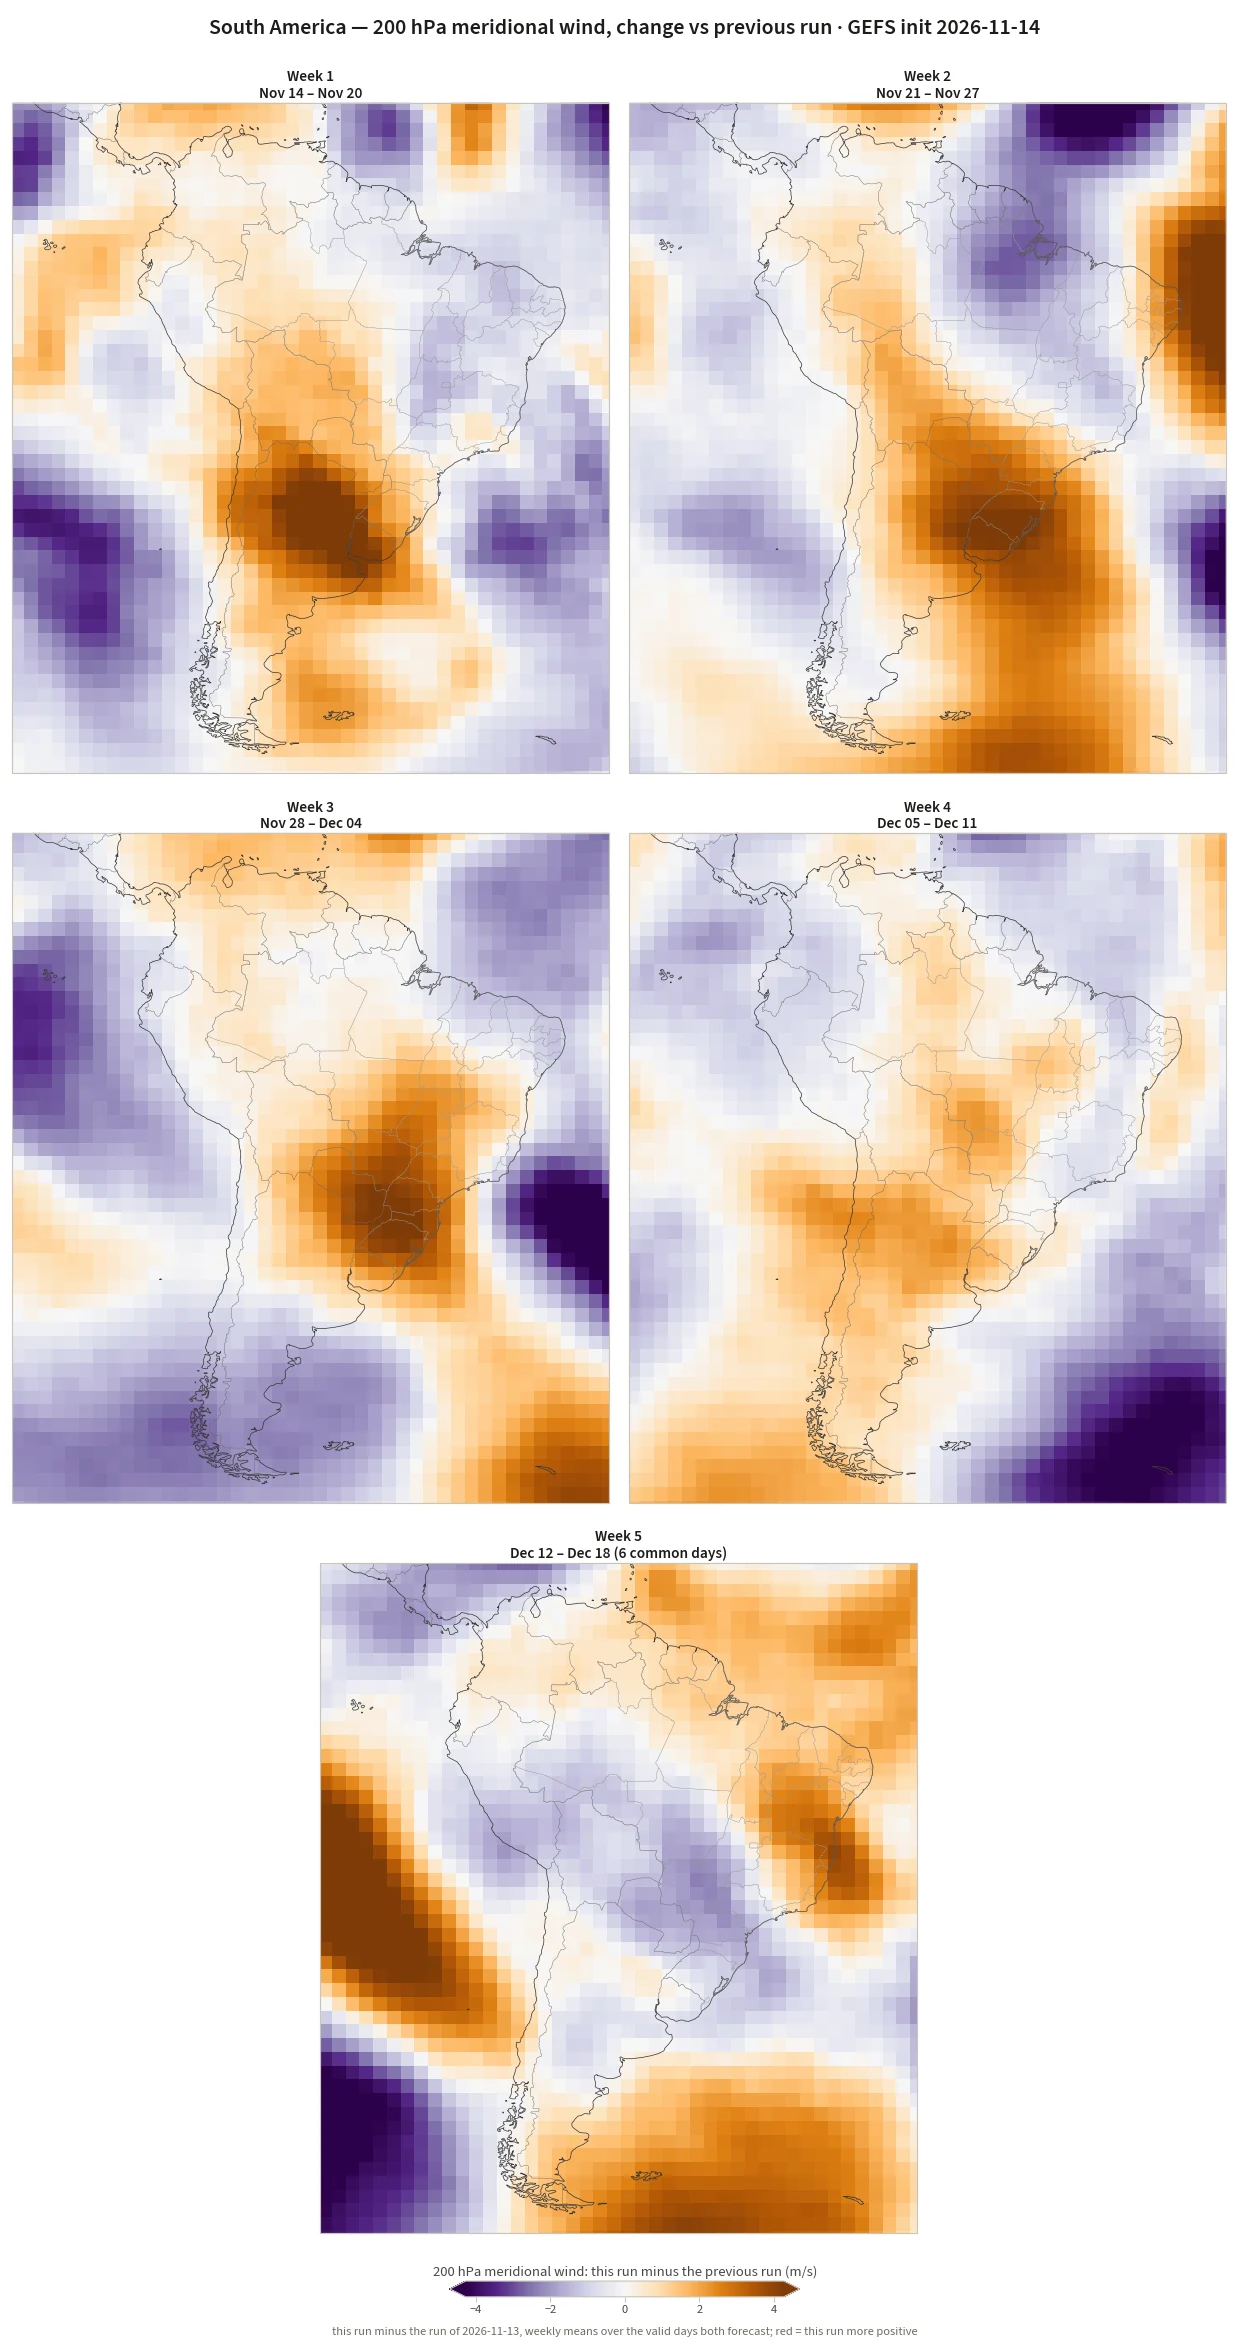 South America — 200 hPa meridional wind, change vs previous run · GEFS init 2026-11-14
Week 1
Nov 14 – Nov 20
Week 2
Nov 21 – Nov 27
Week 3
Nov 28 – Dec 04
Week 4
Dec 05 – Dec 11
Week 5
Dec 12 – Dec 18 (6 common days)
200 hPa meridional wind: this run minus the previous run (m/s)
−4 −2 0 2 4
this run minus the run of 2026-11-13, weekly means over the valid days both forecast; red = this run more positive